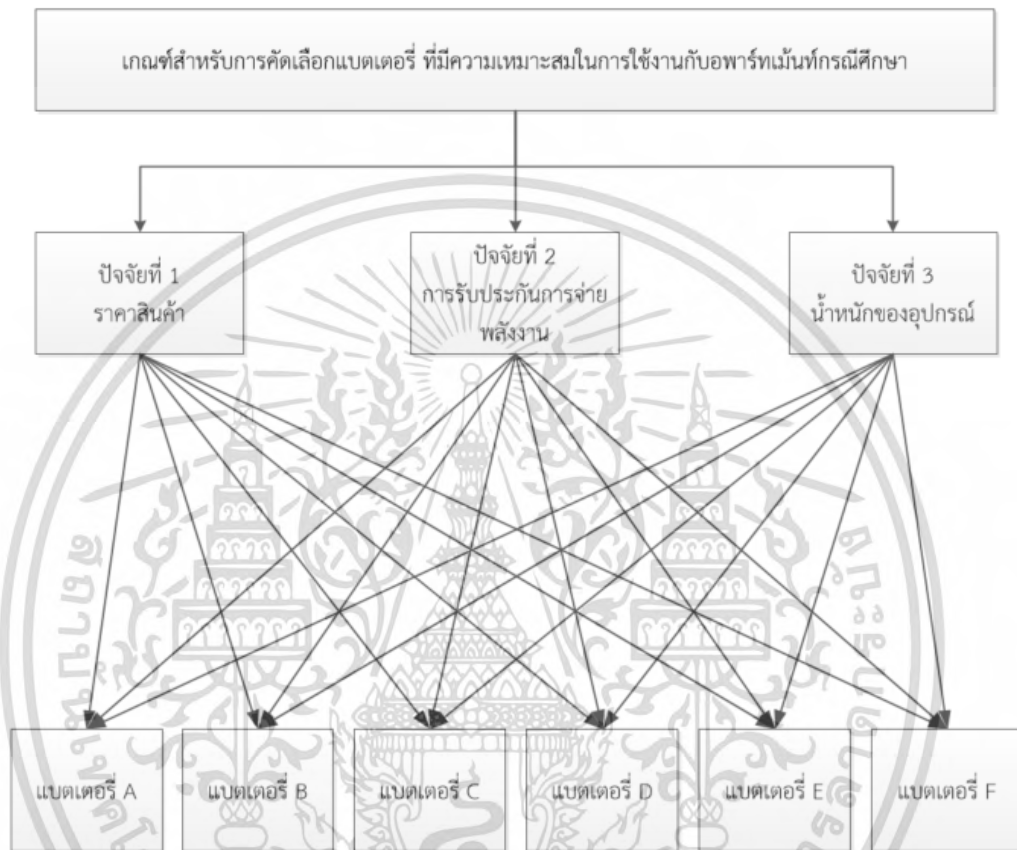 เกณฑ์สำหรับการคัดเลือกแบตเตอรี่ ที่มีความเหมาะสมในการใช้งานกับอพาร์ทเม้นท์กรณีศึกษา
ปัจจัยที่ 1
ราคาสินค้า
ปัจจัยที่ 2
การรับประกันการจ่าย
พลังงาน
ปัจจัยที่ 3
น้ำหนักของอุปกรณ์
แบตเตอรี่ A
แบตเตอรี่ B
แบตเตอรี่ C
แบตเตอรี่ D
แบตเตอรี่ E
แบตเตอรี่ F